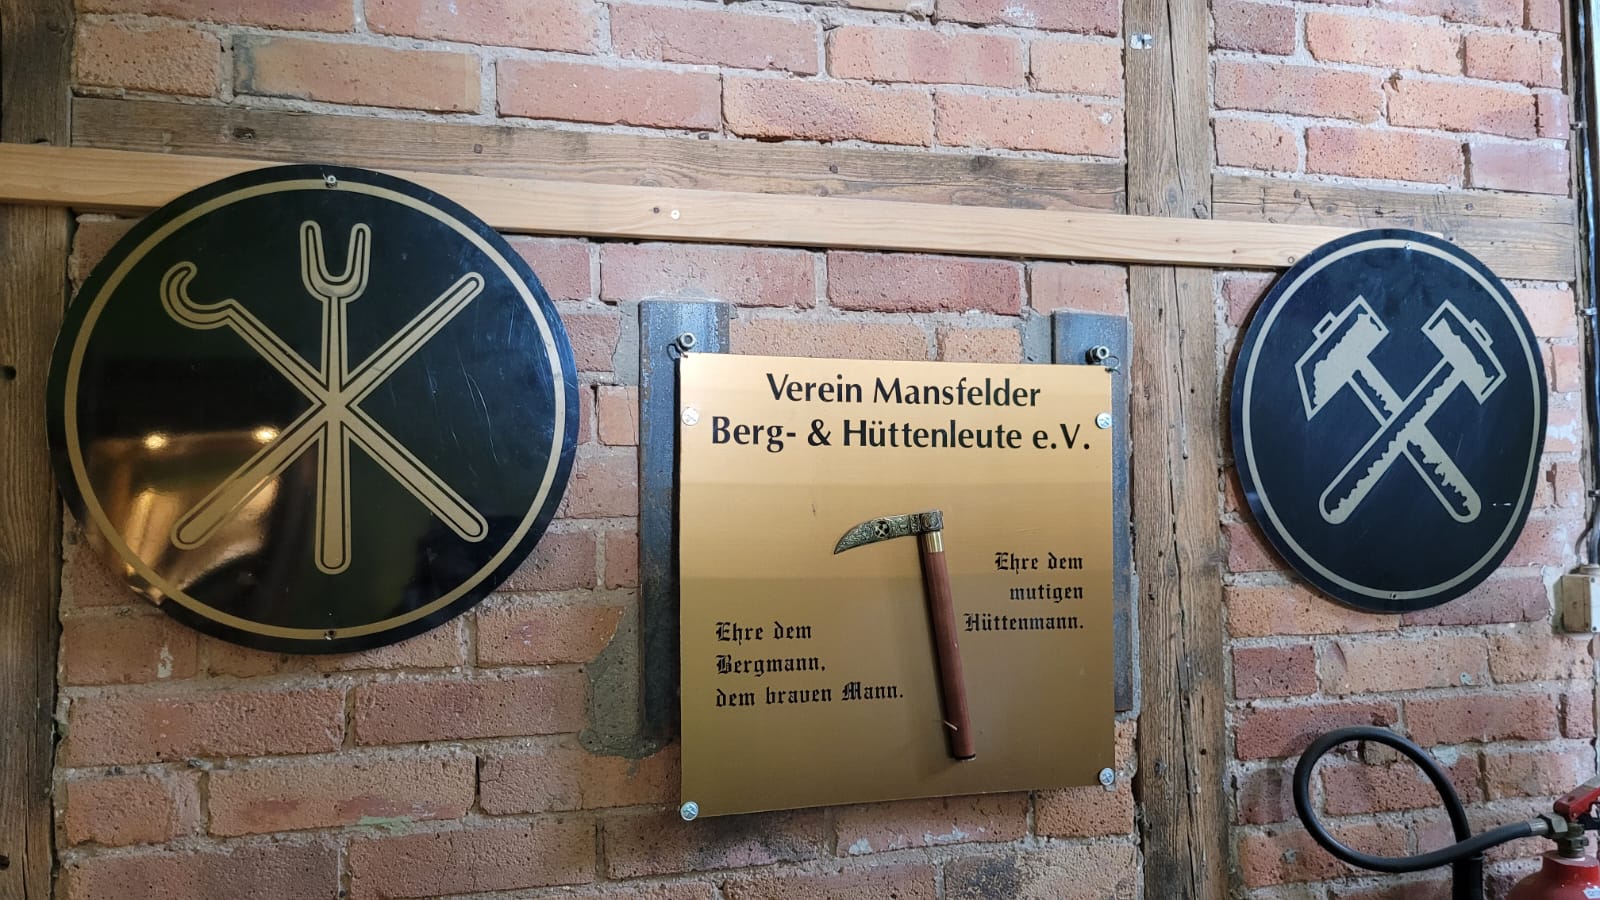 Verein Mansfelder
Berg- & Hüttenleute e.V.
Ehre dem
mutigen
Hüttenmann.
Ehre dem
Bergmann,
dem braven Mann.